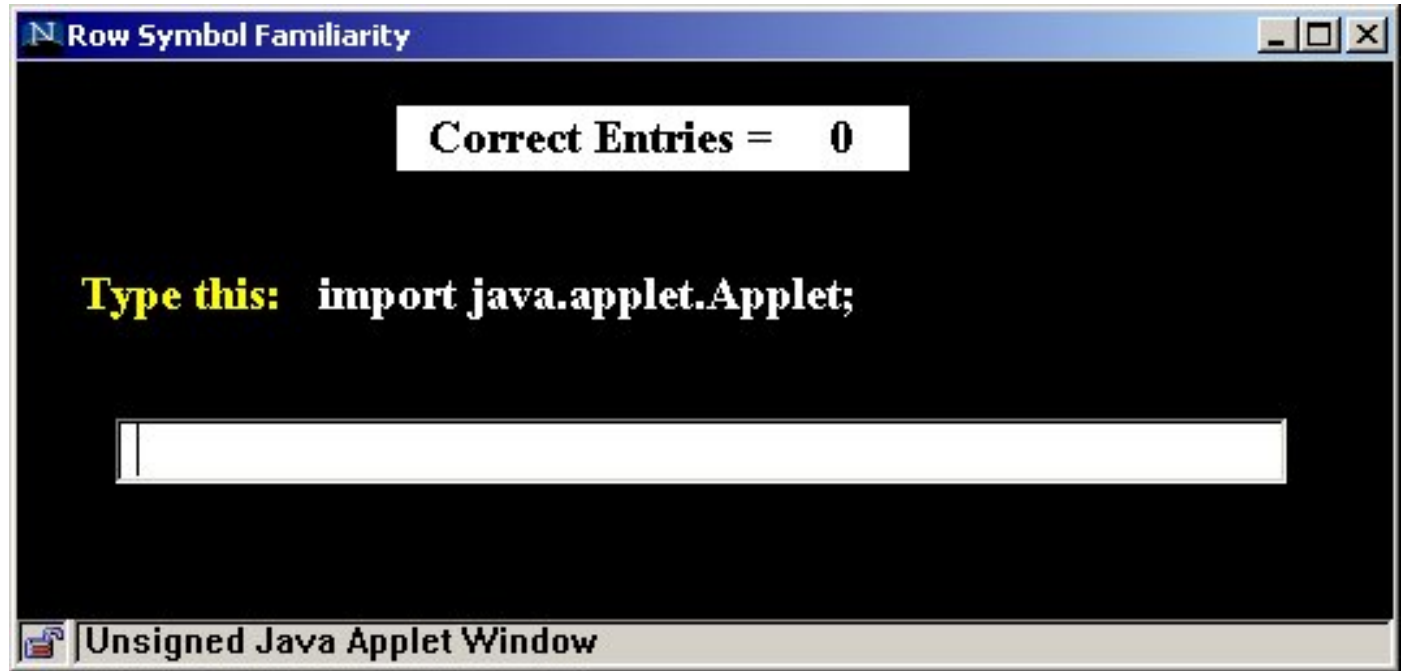 N Row Symbol Familiarity
Correct Entries = 0
Type this: import java.applet.Applet;
Unsigned Java Applet Window